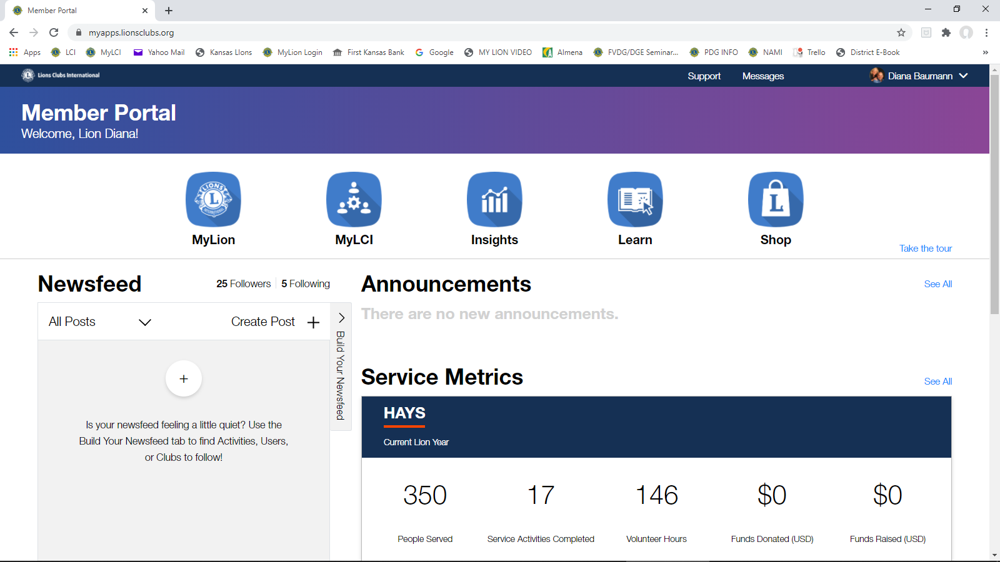 Member Portal
myapps.lionsclubs.org
Apps LCI MyLCI Yahoo Mail Kansas LIons MyLion Login First Kansas Bank Google MY LION VIDEO Almena FVDG/DGE Seminar... PDG INFO NAMI Trello District E-Book
L Lions Clubs International Support Messages Diana Baumann
Member Portal
Welcome, Lion Diana!
LIONS
L
INTERNATIONAL
L
MyLion MyLCI Insights Learn Shop
Take the tour
Newsfeed 25 Followers 5 Following
Announcements See All
There are no new announcements.
All Posts Create Post
Build Your Newsfeed
Is your newsfeed feeling a little quiet? Use the
Build Your Newsfeed tab to find Activities, Users,
or Clubs to follow!
Service Metrics See All
HAYS
Current Lion Year
350 17 146 $0 $0
People Served Service Activities Completed Volunteer Hours Funds Donated (USD) Funds Raised (USD)